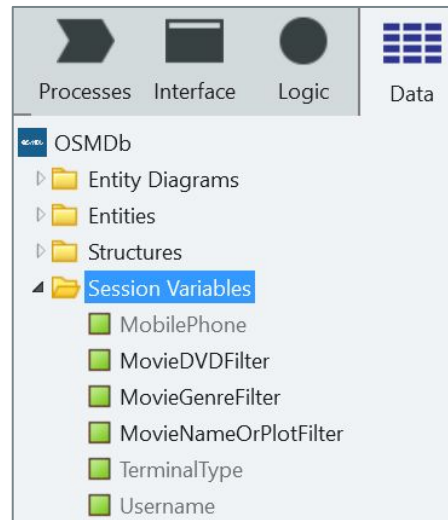 Processes Interface Logic Data
OSMDb
Entity Diagrams
Entities
Structures
Session Variables
MobilePhone
MovieDVDFilter
MovieGenreFilter
MovieNameOrPlotFilter
TerminalType
Username